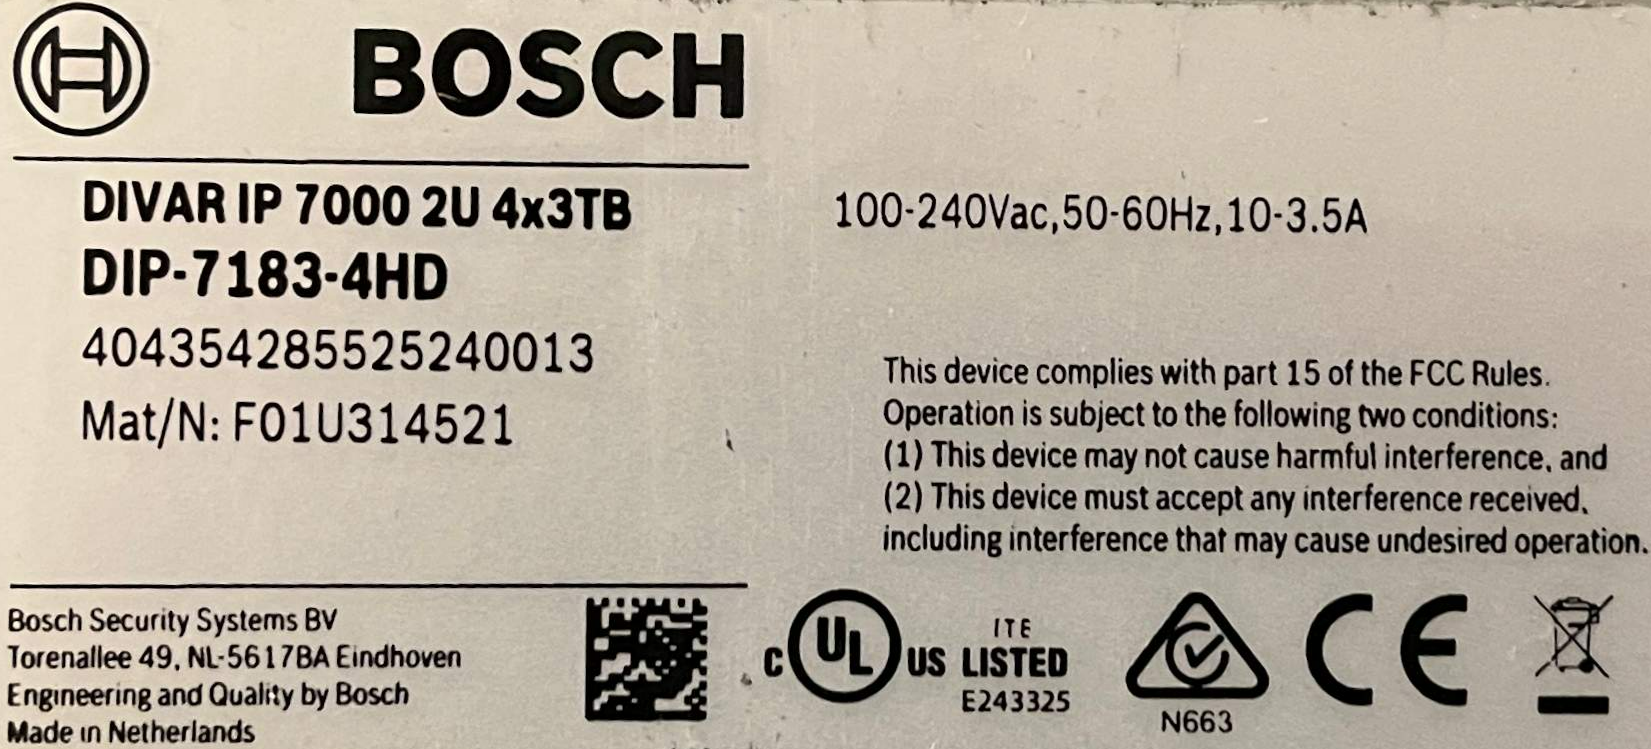 BOSCH
DIVAR IP 7000 2U 4x3TB
DIP-7183-4HD
404354285525240013
Mat/N: F01U314521
100-240Vac,50-60Hz,10-3.5A
This device complies with part 15 of the FCC Rules.
Operation is subject to the following two conditions:
(1) This device may not cause harmful interference, and
(2) This device must accept any interference received,
including interference that may cause undesired operation.
Bosch Security Systems BV
Torenallee 49, NL-5617BA Eindhoven
Engineering and Quality by Bosch
Made in Netherlands
C UL US
ITE
LISTED
E243325
N663
CE